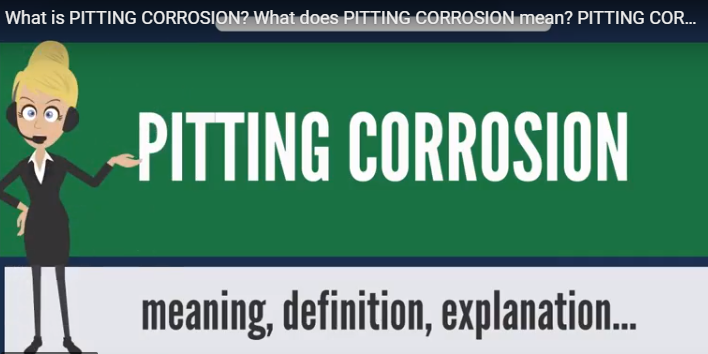 What is PITTING CORROSION? What does PITTING CORROSION mean? PITTING COR...
PITTING CORROSION
meaning, definition, explanation...